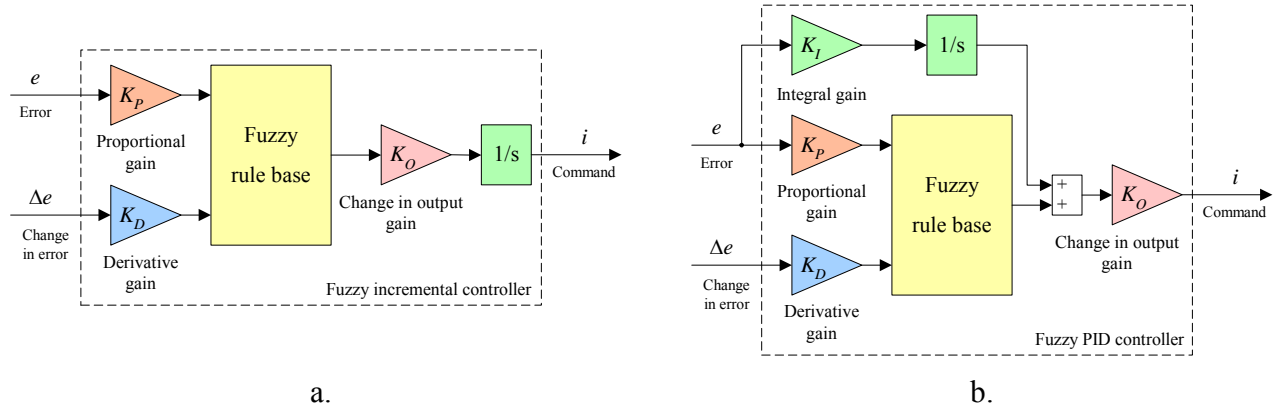 e
Error
K_P
Proportional
gain
Δe
Change
in error
K_D
Derivative
gain
Fuzzy
rule base
K_O
Change in output
gain
1/s
i
Command
Fuzzy incremental controller
a.
K_I
Integral gain
1/s
e
Error
K_P
Proportional
gain
Δe
Change
in error
K_D
Derivative
gain
Fuzzy
rule base
+
+
K_O
Change in output
gain
i
Command
Fuzzy PID controller
b.